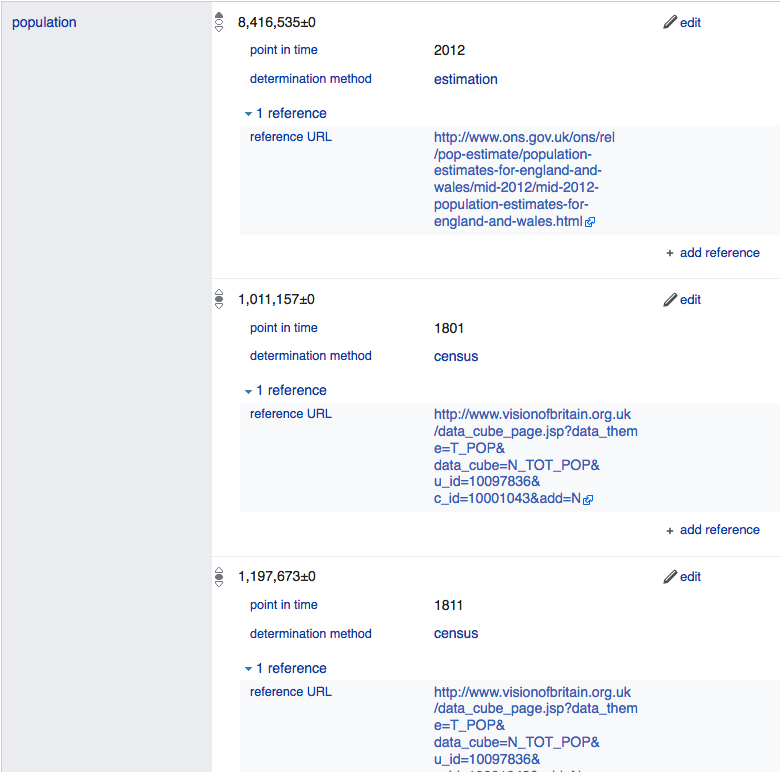 population
8,416,535±0
edit
point in time 2012
determination method estimation
1 reference
reference URL http://www.ons.gov.uk/ons/rel
/pop-estimate/population-
estimates-for-england-and-
wales/mid-2012/mid-2012-
population-estimates-for-
england-and-wales.html
+ add reference
1,011,157±0
edit
point in time 1801
determination method census
1 reference
reference URL http://www.visionofbritain.org.uk
/data_cube_page.jsp?data_them
e=T_POP&
data_cube=N_TOT_POP&
u_id=10097836&
c_id=10001043&add=N
+ add reference
1,197,673±0
edit
point in time 1811
determination method census
1 reference
reference URL http://www.visionofbritain.org.uk
/data_cube_page.jsp?data_them
e=T_POP&
data_cube=N_TOT_POP&
u_id=10097836&